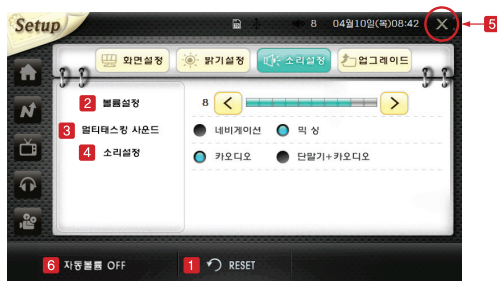 Setup 8 04월10일(목)08:42 5
화면설정 밝기설정 소리설정 업그레이드
2 볼륨설정 8
3 멀티태스킹 사운드 네비게이션 믹 싱
4 소리설정 카오디오 단말기+카오디오
6 자동볼륨 OFF 1 RESET